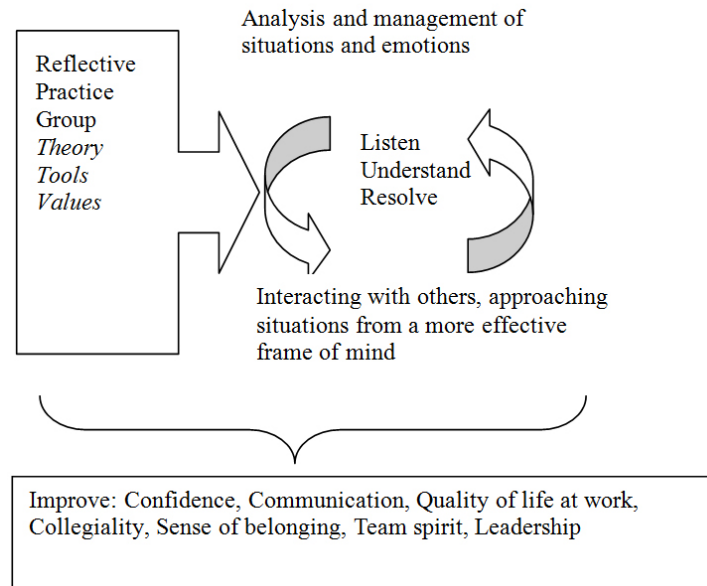 Analysis and management of
situations and emotions
Reflective
Practice
Group
Theory
Tools
Values
Listen
Understand
Resolve
Interacting with others, approaching
situations from a more effective
frame of mind
Improve: Confidence, Communication, Quality of life at work,
Collegiality, Sense of belonging, Team spirit, Leadership